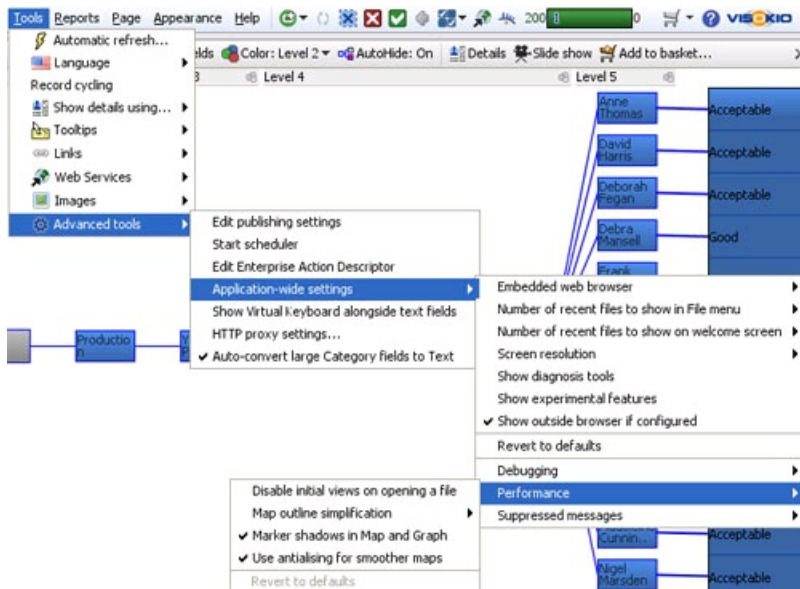 Tools Reports Page Appearance Help 200 1 0 VISOKIO
Automatic refresh...
Language
Record cycling
Show details using...
Tooltips
Links
Web Services
Images
Advanced tools
Color: Level 2 AutoHide: On Details Slide show Add to basket...
Level 4 Level 5
Edit publishing settings
Start scheduler
Edit Enterprise Action Descriptor
Application-wide settings
Show Virtual Keyboard alongside text fields
HTTP proxy settings...
Auto-convert large Category fields to Text
Embedded web browser
Number of recent files to show in File menu
Number of recent files to show on welcome screen
Screen resolution
Show diagnosis tools
Show experimental features
Show outside browser if configured
Revert to defaults
Debugging
Performance
Suppressed messages
Disable initial views on opening a file
Map outline simplification
Marker shadows in Map and Graph
Use antialising for smoother maps
Revert to defaults
Productio
n
Anne
Thomas
Acceptable
David
Harris
Acceptable
Deborah
Fegan
Acceptable
Debra
Mansell
Good
Frank
Cunnin..
Acceptable
Nigel
Marsden
Acceptable